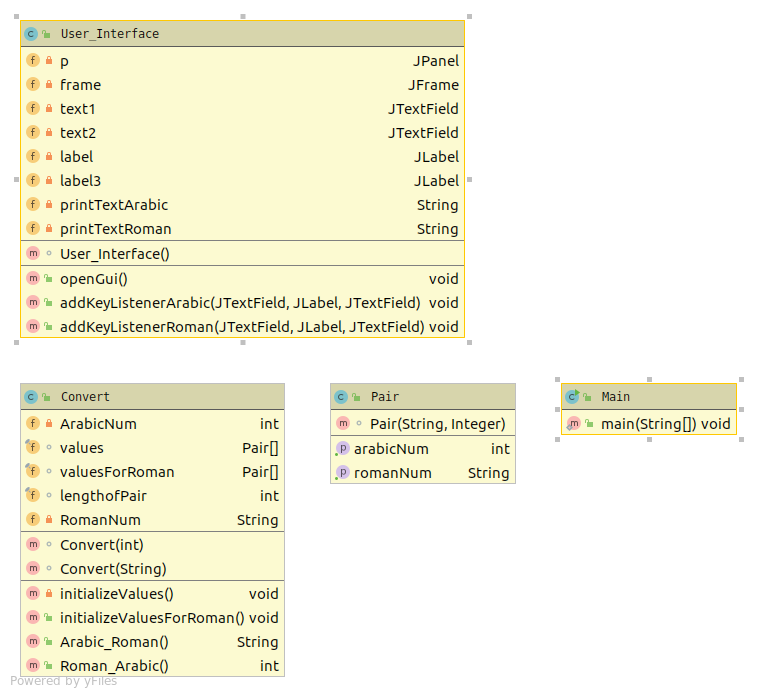 User_Interface
p JPanel
frame JFrame
text1 JTextField
text2 JTextField
label JLabel
label3 JLabel
printTextArabic String
printTextRoman String
User_Interface()
openGui() void
addKeyListenerArabic(JTextField, JLabel, JTextField) void
addKeyListenerRoman(JTextField, JLabel, JTextField) void
Convert
ArabicNum int
values Pair[]
valuesForRoman Pair[]
lengthofPair int
RomanNum String
Convert(int)
Convert(String)
initializeValues() void
initializeValuesForRoman() void
Arabic_Roman() String
Roman_Arabic() int
Pair
Pair(String, Integer)
arabicNum int
romanNum String
Main
main(String[]) void
Powered by yFiles